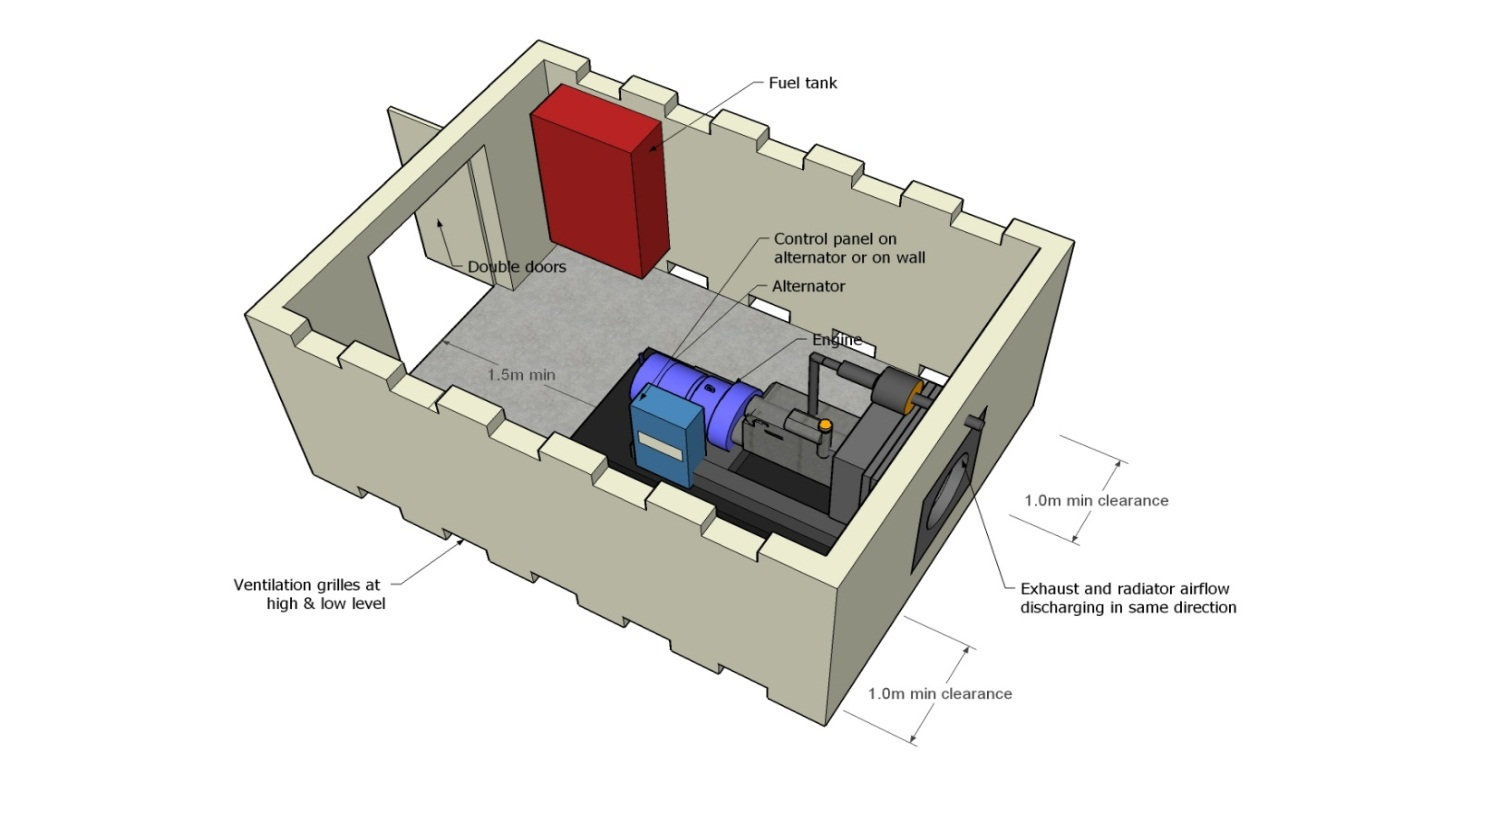 Fuel tank
Control panel on
alternator or on wall
Double doors
Alternator
Engine
1.5m min
1.0m min clearance
Ventilation grilles at
high & low level
Exhaust and radiator airflow
discharging in same direction
1.0m min clearance